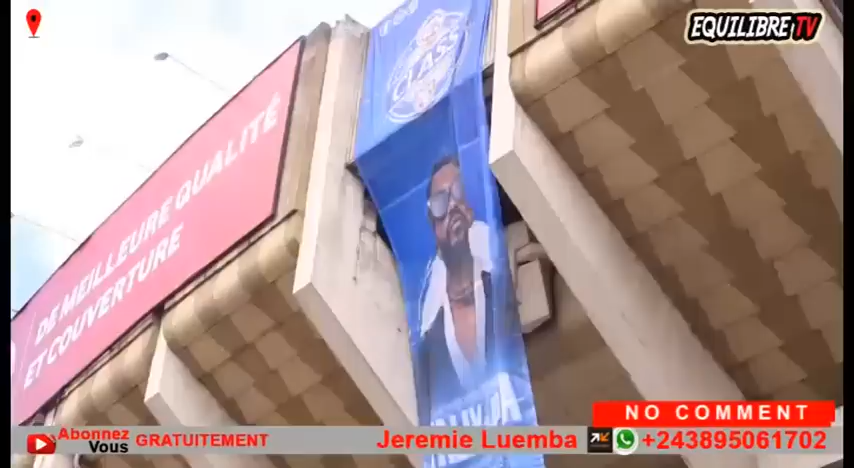 EQUILIBRE TV
CLASS
DE MEILLEURE QUALITÉ
ET COUVERTURE
NO COMMENT
Abonnez
Vous
GRATUITEMENT
Jeremie Luemba
+243895061702